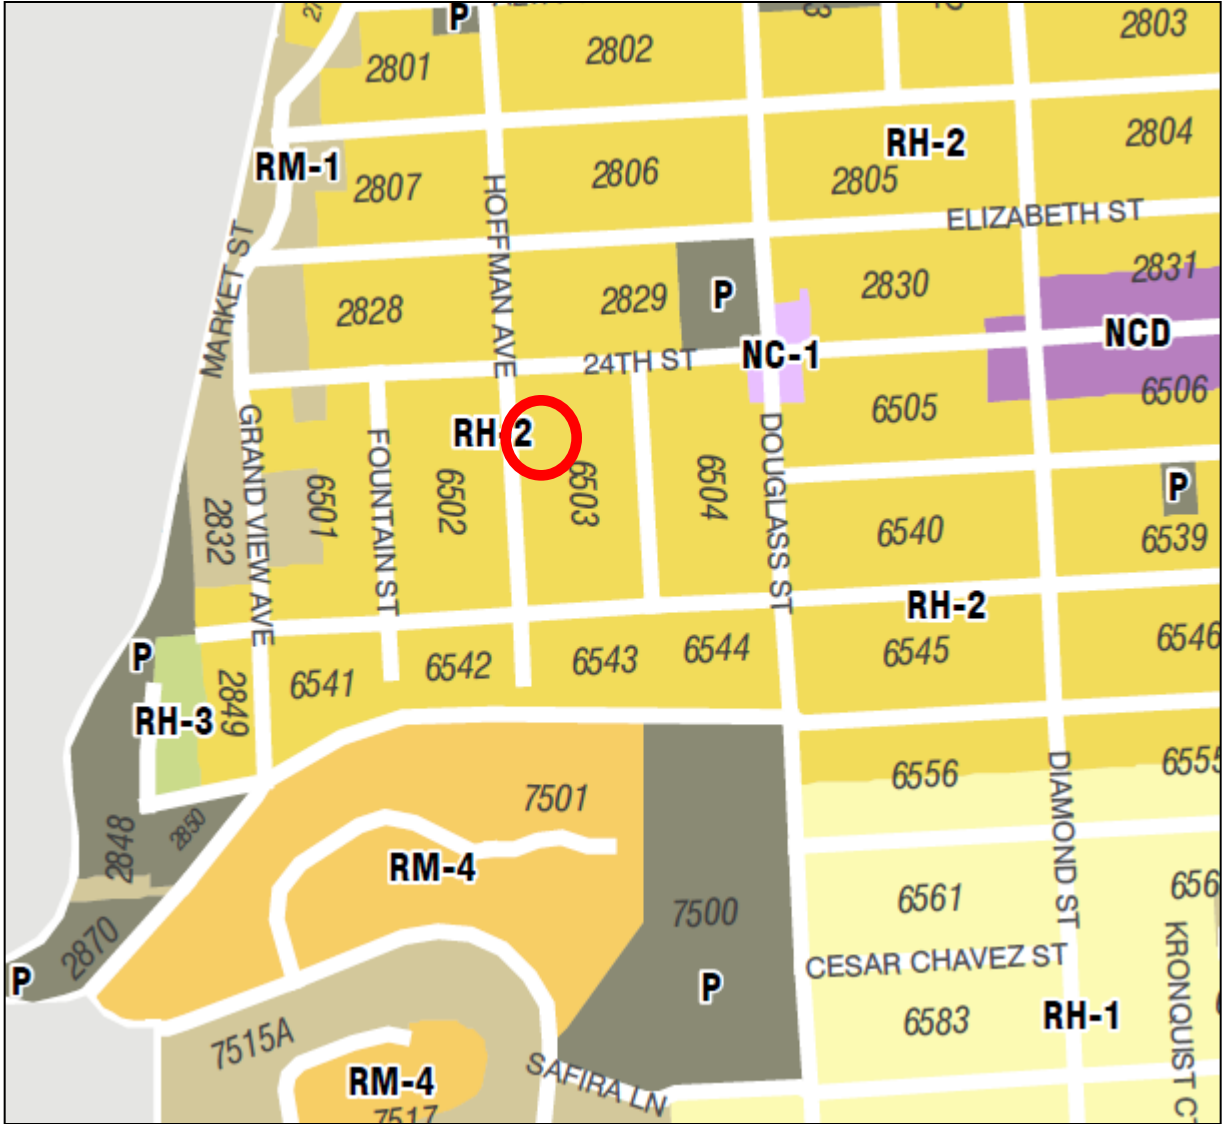 P
2801
2802
2803
RM-1
RH-2
2804
2807
2806
2805
HOFFMAN AVE
ELIZABETH ST
MARKET ST
2831
2828
2829
P
2830
NC-1
NCD
24TH ST
6506
6505
GRAND VIEW AVE
RH-2
FOUNTAIN ST
DOUGLASS ST
2832
6501
6502
6503
6504
P
6540
6539
RH-2
P
6541
6542
6543
6544
6545
6546
2849
RH-3
DIAMOND ST
7501
6556
6555
2848
2850
RM-4
6561
656
7500
2870
KRONQUIST C
CESAR CHAVEZ ST
P
P
RH-1
6583
7515A
SAFIRA LN
RM-4
7517